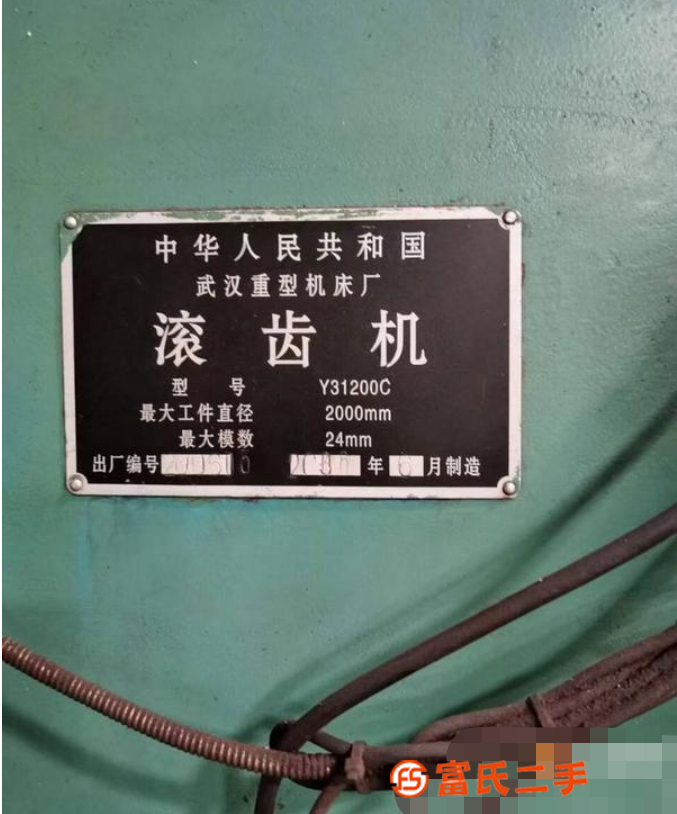 中华人民共和国
武汉重型机床厂
滚齿机
型号 Y31200C
最大工件直径 2000mm
最大模数 24mm
出厂编号 年 6 月制造
富氏二手